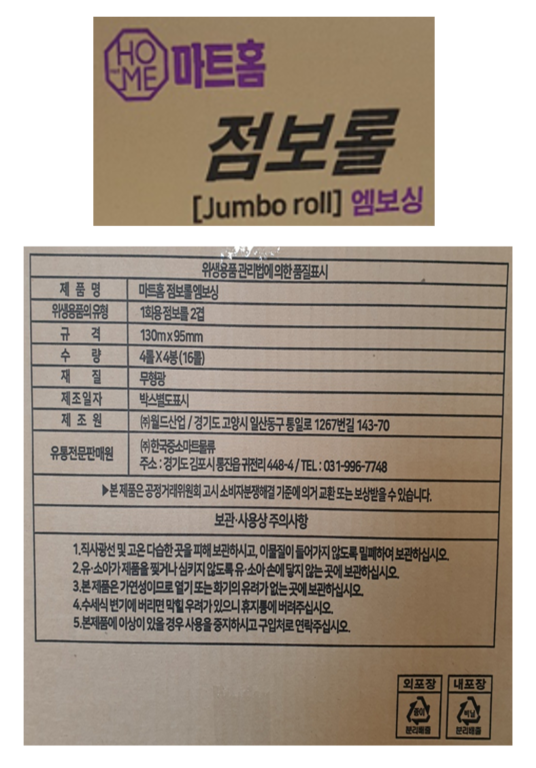 HO
ME
마트홈
점보롤
[Jumbo roll] 엠보싱
위생용품 관리법에 의한 품질표시
제 품 명 마트홈 점보롤 엠보싱
위생용품의 유형 1회용 점보롤 2겹
규 격 130m x 95mm
수 량 4롤 X 4봉 (16롤)
재 질 무형광
제조일자 박스별도표시
제 조 원 ㈜월드산업 / 경기도 고양시 일산동구 통일로 1267번길 143-70
유통전문판매원 ㈜한국중소마트물류
주소 : 경기도 김포시 통진읍 귀전리 448-4 / TEL : 031-996-7748
▶본 제품은 공정거래위원회 고시 소비자분쟁해결 기준에 의거 교환 또는 보상받을 수 있습니다.
보관·사용상 주의사항
1.직사광선 및 고온 다습한 곳을 피해 보관하시고, 이물질이 들어가지 않도록 밀폐하여 보관하십시오.
2.유·소아가 제품을 찢거나 삼키지 않도록 유·소아 손에 닿지 않는 곳에 보관하십시오.
3.본 제품은 가연성이므로 열기 또는 화기의 우려가 없는 곳에 보관하십시오.
4.수세식 변기에 버리면 막힐 우려가 있으니 휴지통에 버려주십시오.
5.본제품에 이상이 있을 경우 사용을 중지하시고 구입처로 연락주십시오.
외포장 내포장
종이 비닐
분리배출 분리배출